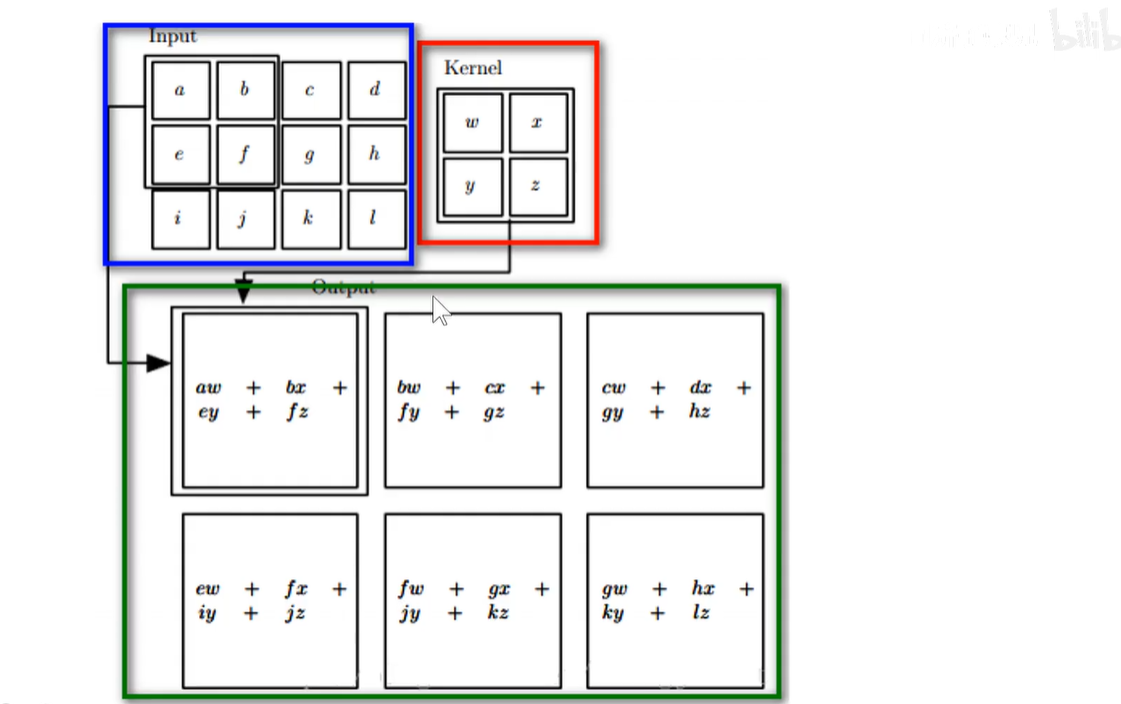 Input
a b c d
e f g h
i j k l
Kernel
w x
y z
Output
aw + bx +
ey + fz
bw + cx +
fy + gz
cw + dx +
gy + hz
ew + fx +
iy + jz
fw + gx +
jy + kz
gw + hx +
ky + lz